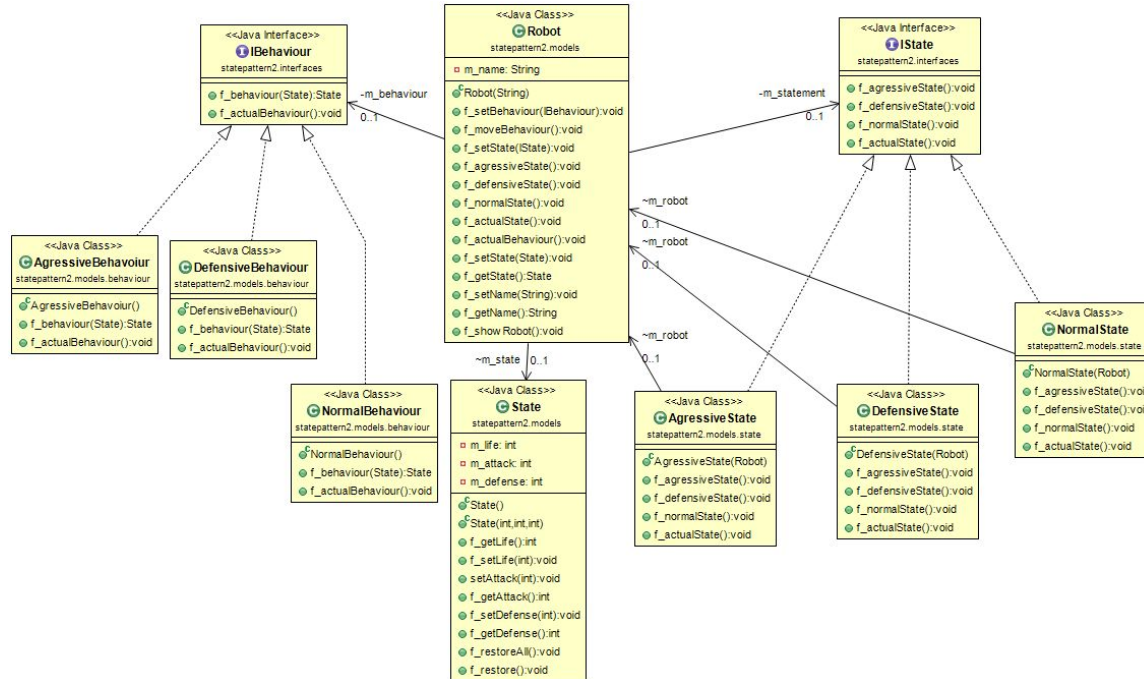 <<Java Interface>>
IBehaviour
statepattern2.interfaces
f_behaviour(State):State
f_actualBehaviour():void
-m_behaviour
0..1
<<Java Class>>
Robot
statepattern2.models
m_name: String
Robot(String)
f_setBehaviour(IBehaviour):void
f_moveBehaviour():void
f_setState(IState):void
f_agressiveState():void
f_defensiveState():void
f_normalState():void
f_actualState():void
f_actualBehaviour():void
f_setState(State):void
f_getState():State
f_setName(String):void
f_getName():String
f_showRobot():void
-m_statement
0..1
<<Java Interface>>
IState
statepattern2.interfaces
f_agressiveState():void
f_defensiveState():void
f_normalState():void
f_actualState():void
~m_robot
0..1
~m_robot
0..1
~m_robot
0..1
~m_state
0..1
<<Java Class>>
AgressiveBehavoiur
statepattern2.models.behaviour
AgressiveBehavoiur()
f_behaviour(State):State
f_actualBehaviour():void
<<Java Class>>
DefensiveBehaviour
statepattern2.models.behaviour
DefensiveBehaviour()
f_behaviour(State):State
f_actualBehaviour():void
<<Java Class>>
NormalBehaviour
statepattern2.models.behaviour
NormalBehaviour()
f_behaviour(State):State
f_actualBehaviour():void
<<Java Class>>
State
statepattern2.models
m_life: int
m_attack: int
m_defense: int
State()
State(int,int,int)
f_getLife():int
f_setLife(int):void
setAttack(int):void
f_getAttack():int
f_setDefense(int):void
f_getDefense():int
f_restoreAll():void
f_restore():void
<<Java Class>>
AgressiveState
statepattern2.models.state
AgressiveState(Robot)
f_agressiveState():void
f_defensiveState():void
f_normalState():void
f_actualState():void
<<Java Class>>
DefensiveState
statepattern2.models.state
DefensiveState(Robot)
f_agressiveState():void
f_defensiveState():void
f_normalState():void
f_actualState():void
<<Java Class>>
NormalState
statepattern2.models.state
NormalState(Robot)
f_agressiveState():void
f_defensiveState():void
f_normalState():void
f_actualState():void